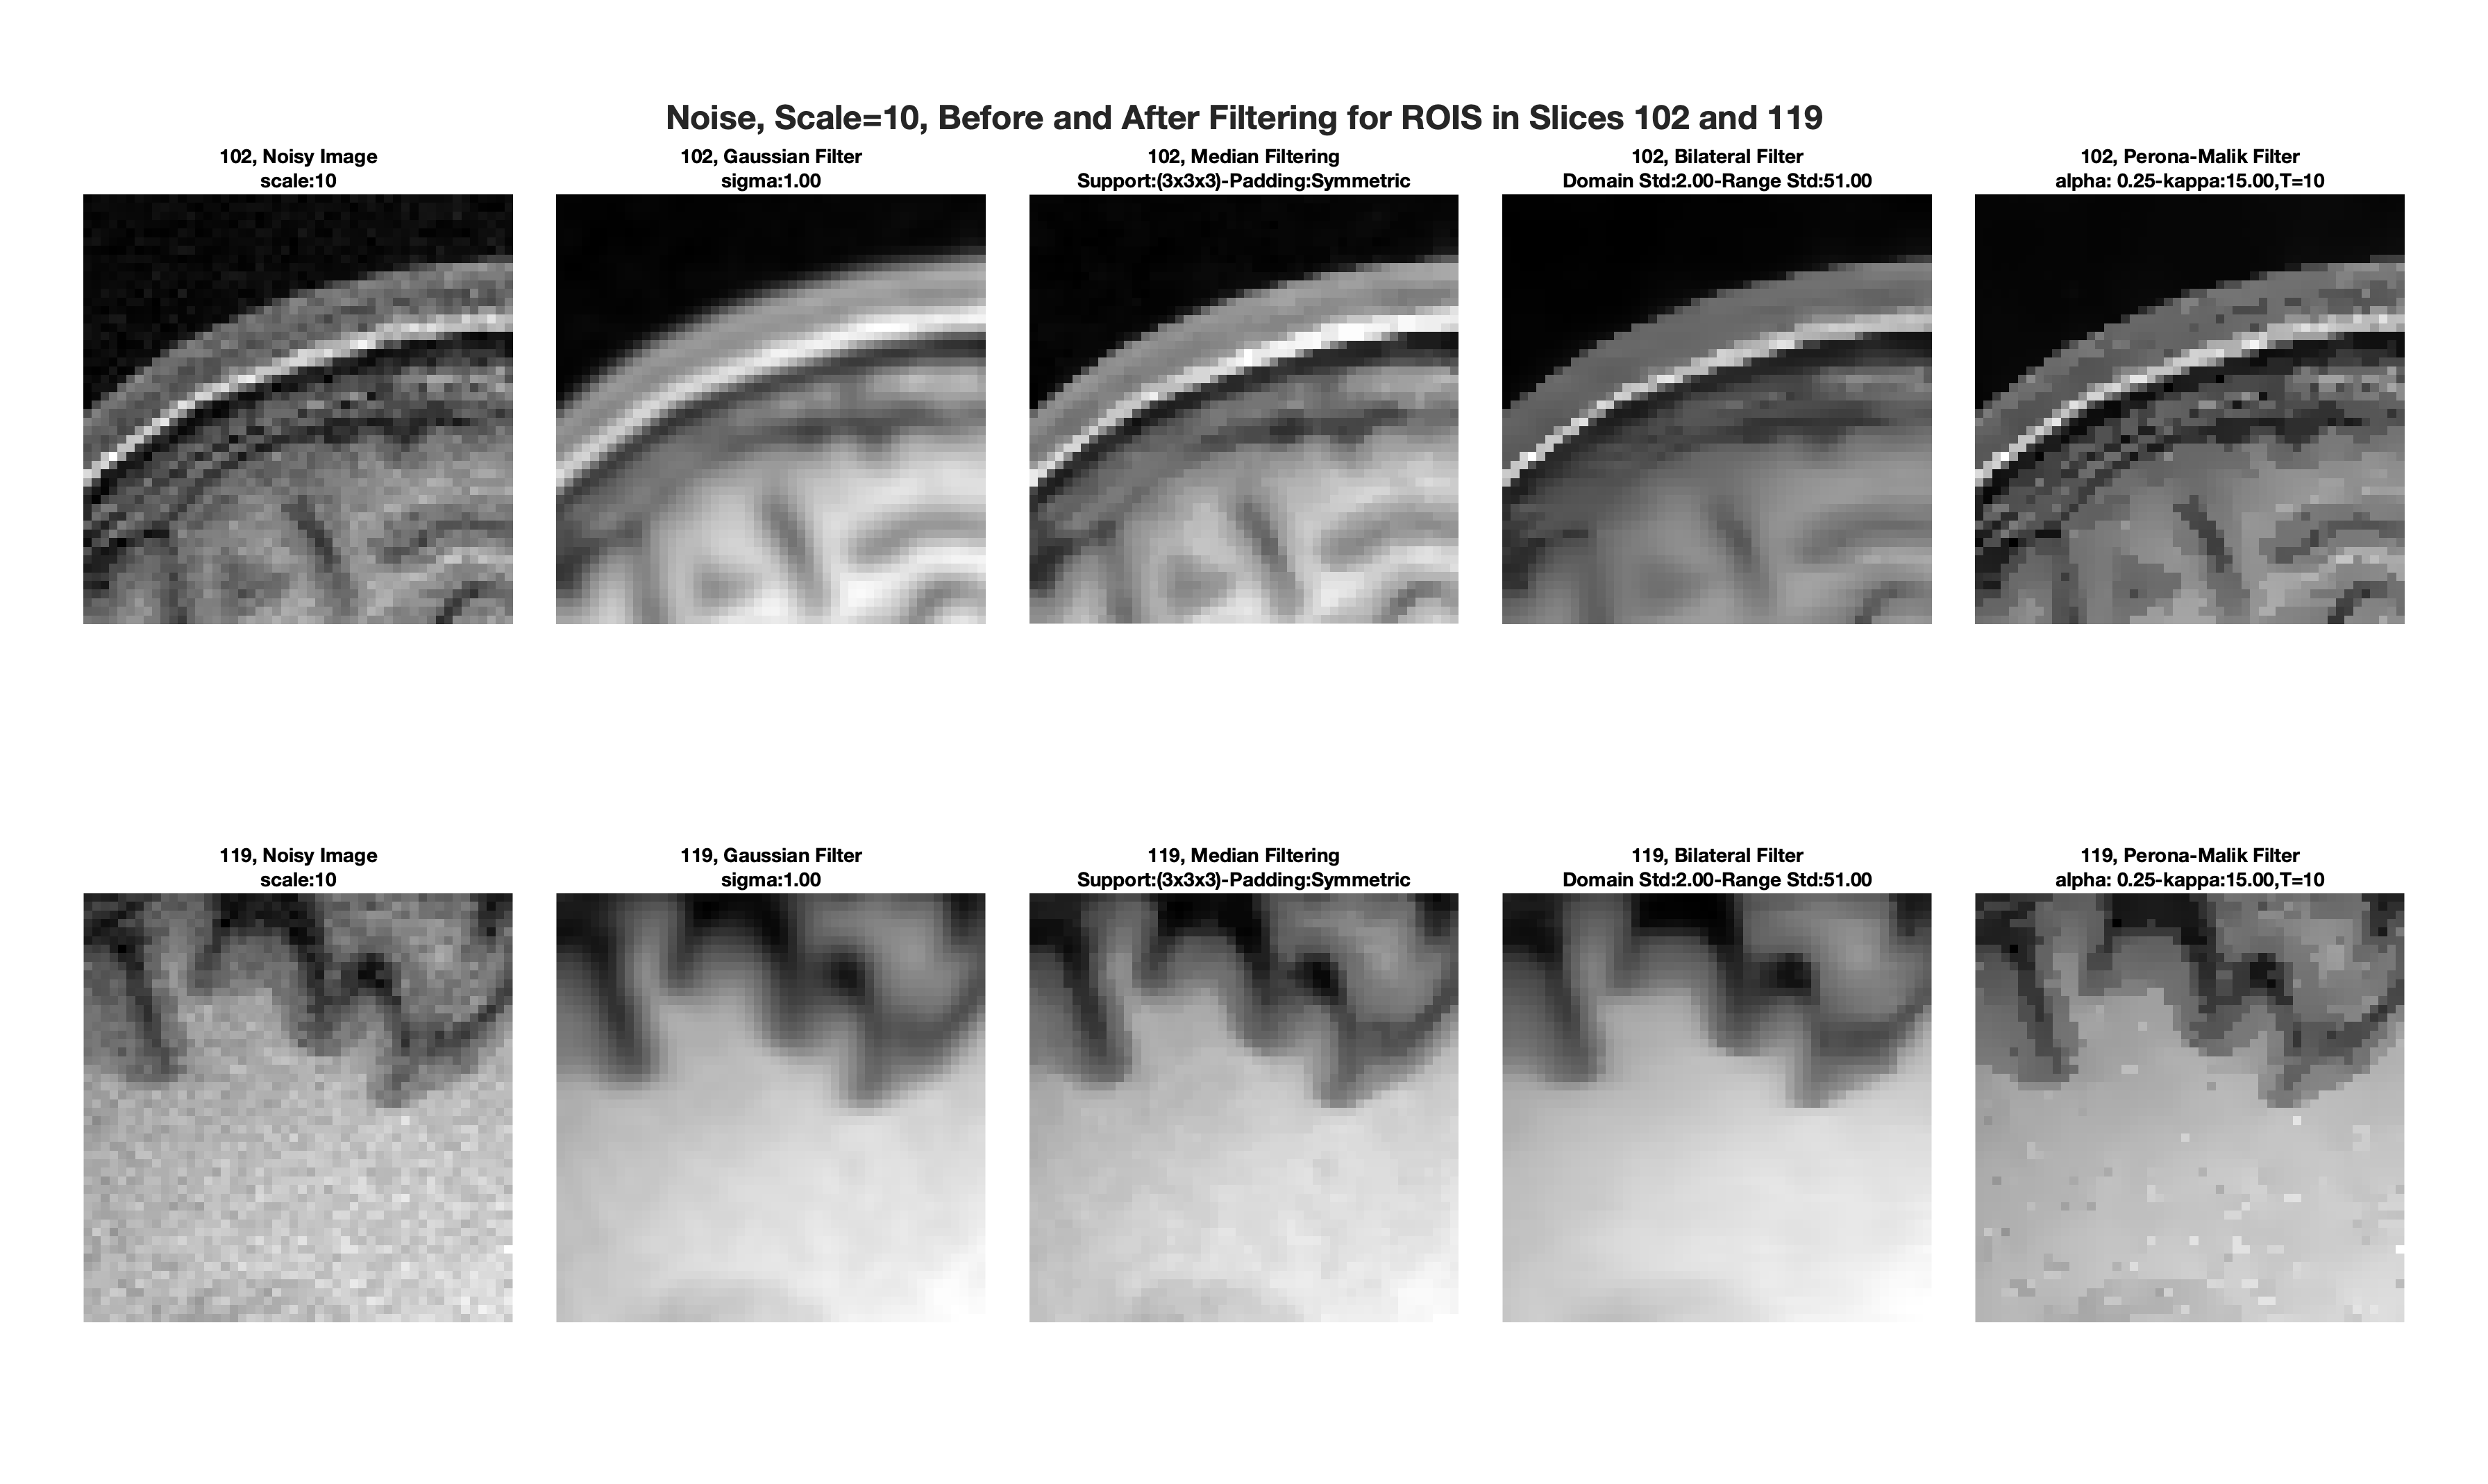 Noise, Scale=10, Before and After Filtering for ROIS in Slices 102 and 119
102, Noisy Image
scale:10
102, Gaussian Filter
sigma:1.00
102, Median Filtering
Support:(3x3x3)-Padding:Symmetric
102, Bilateral Filter
Domain Std:2.00-Range Std:51.00
102, Perona-Malik Filter
alpha: 0.25-kappa:15.00,T=10
119, Noisy Image
scale:10
119, Gaussian Filter
sigma:1.00
119, Median Filtering
Support:(3x3x3)-Padding:Symmetric
119, Bilateral Filter
Domain Std:2.00-Range Std:51.00
119, Perona-Malik Filter
alpha: 0.25-kappa:15.00,T=10